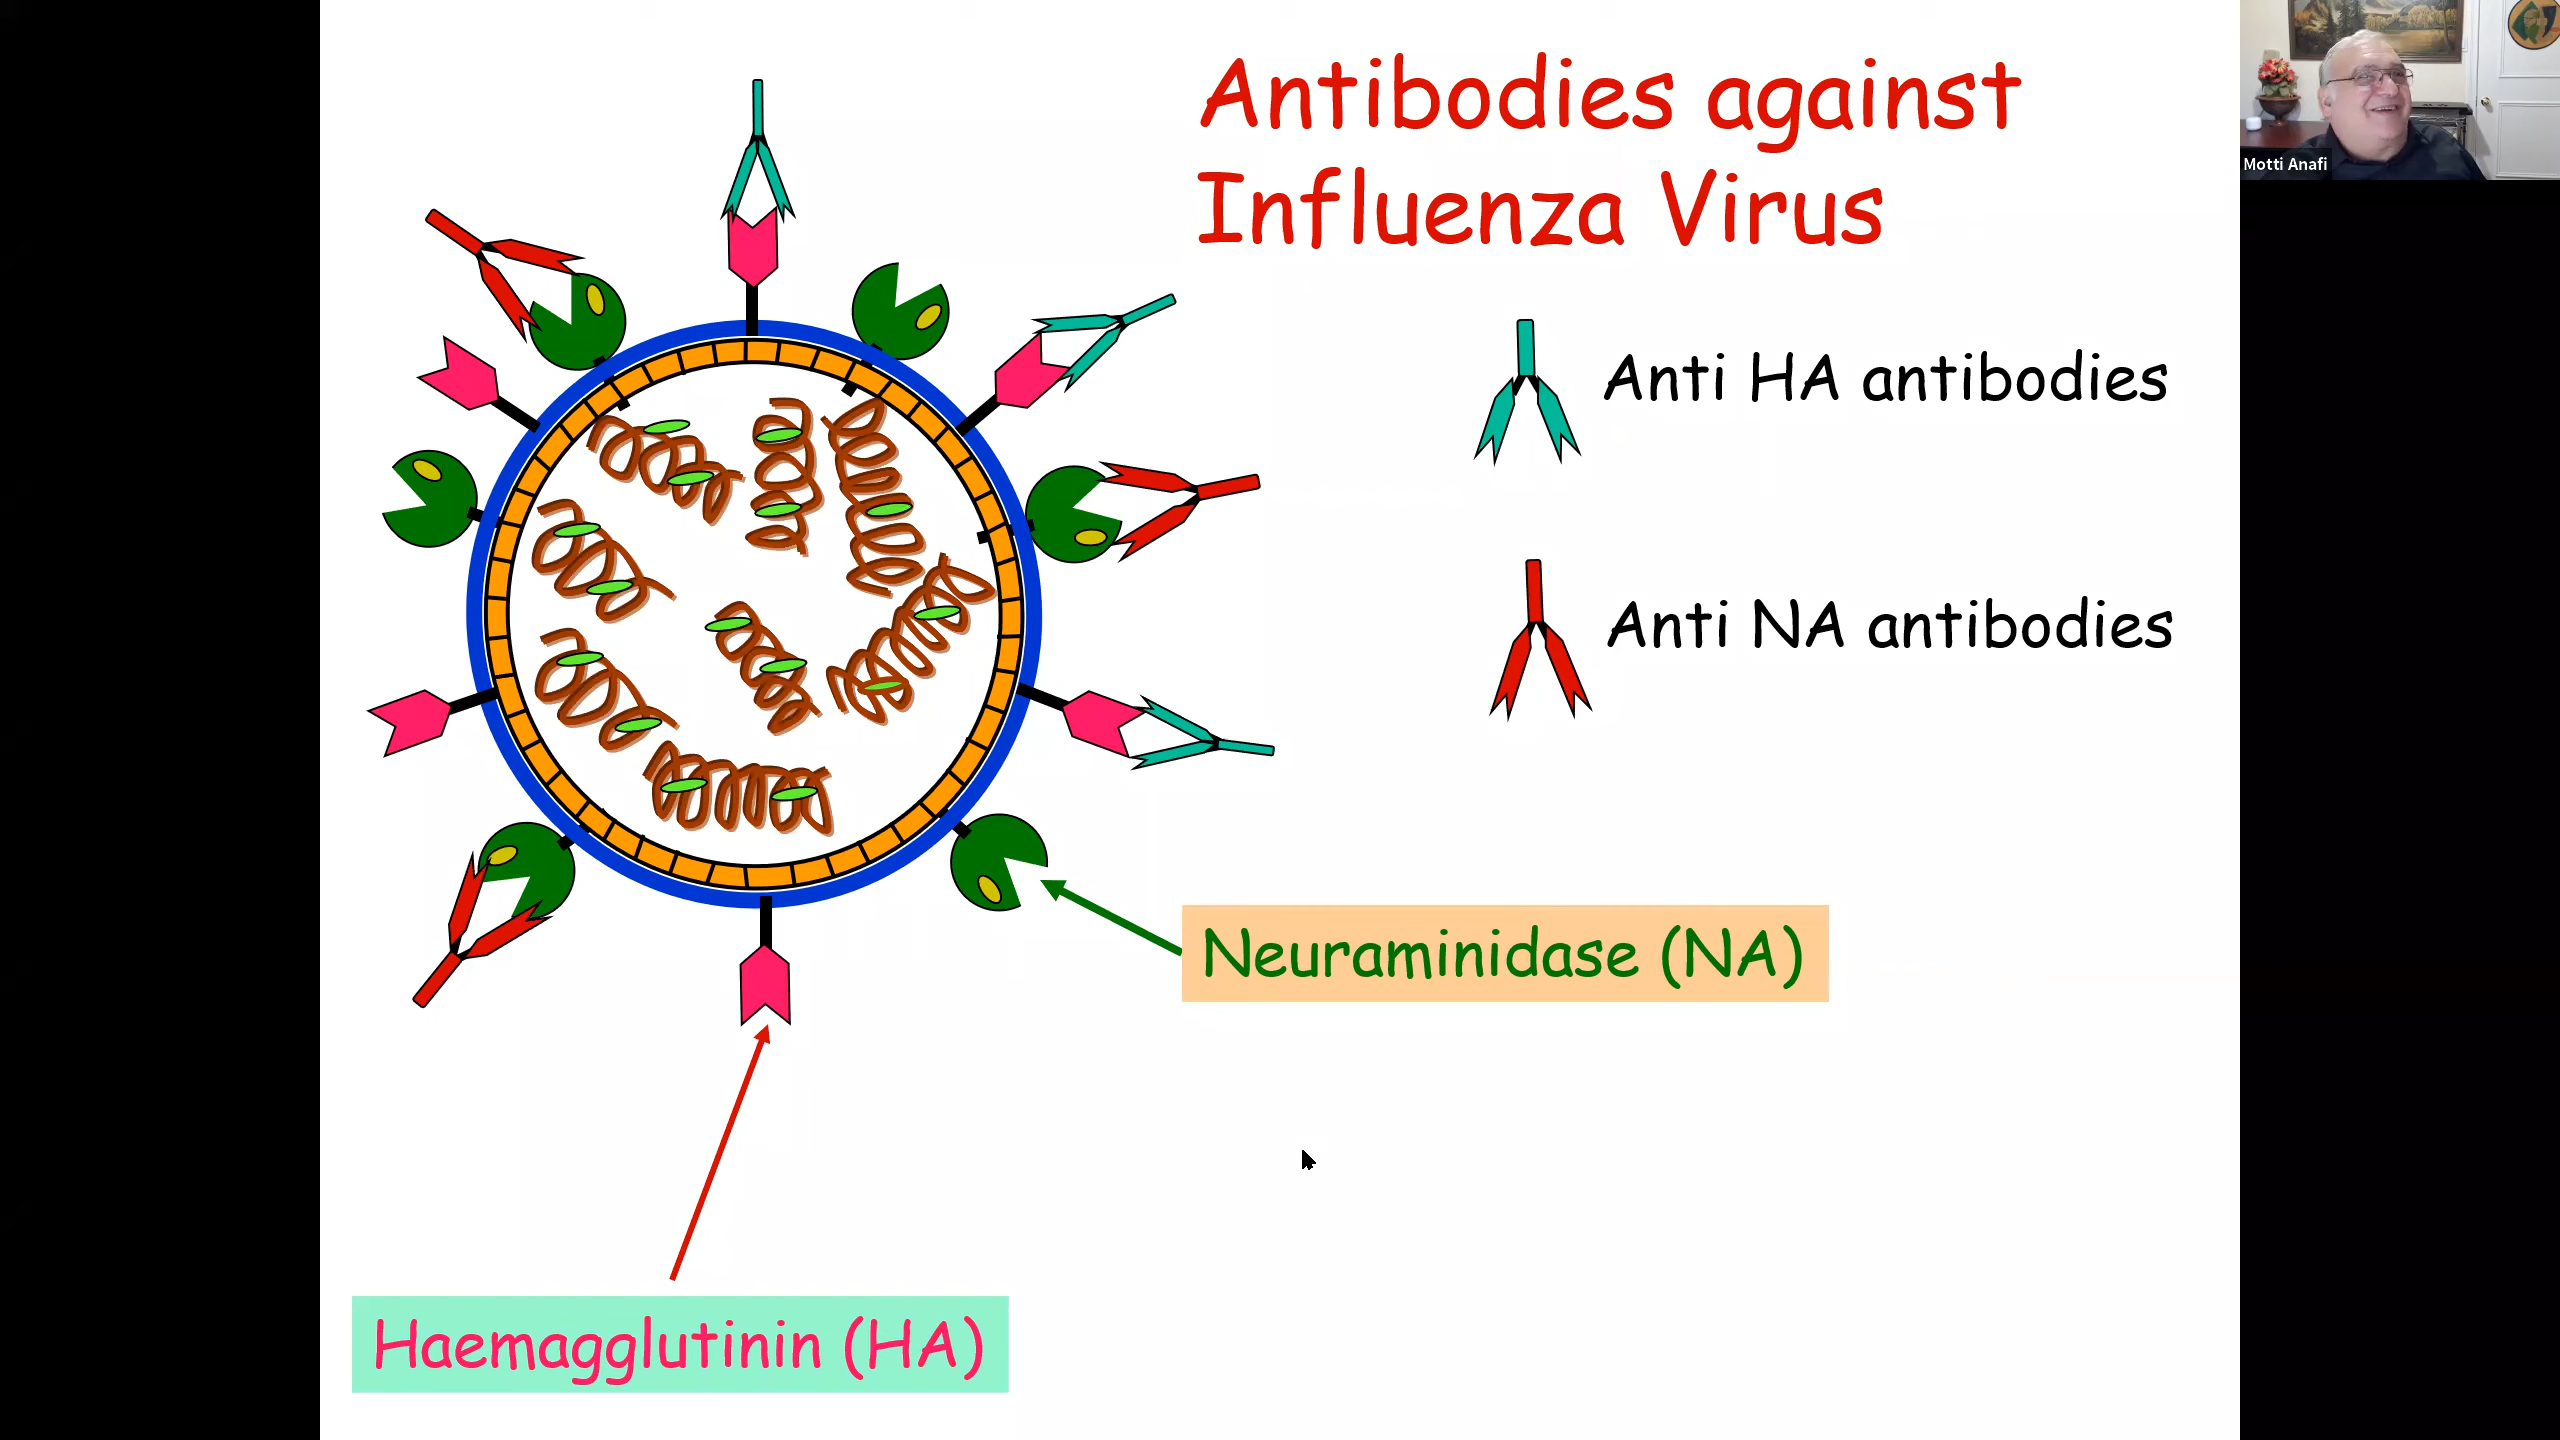 Antibodies against
Influenza Virus
Motti Anafi
Anti HA antibodies
Anti NA antibodies
Neuraminidase (NA)
Haemagglutinin (HA)